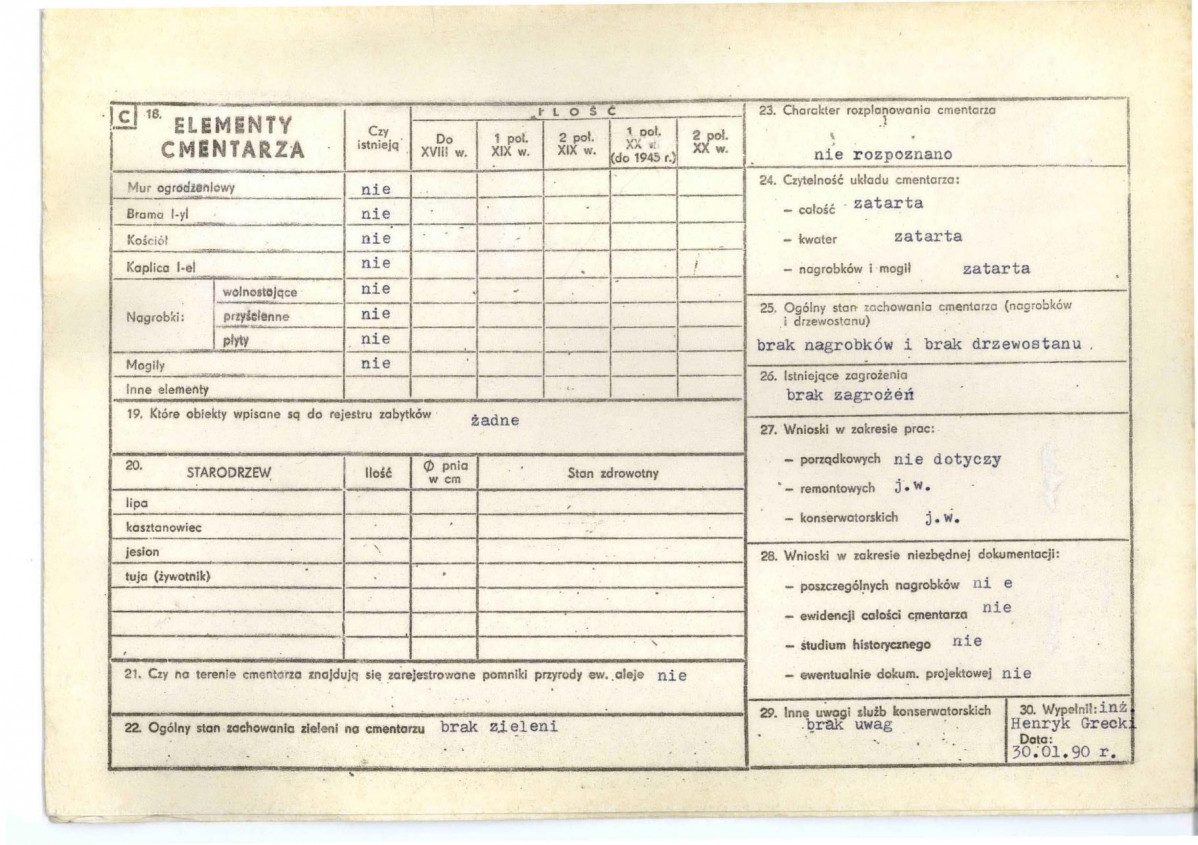 C 18. ELEMENTY
CMENTARZA
Czy
istnieją
ILOŚĆ
Do
XVIII w.
1 poł.
XIX w.
2 poł.
XIX w.
1 poł.
XX w.
(do 1945 r.)
2 poł.
XX w.
Mur ogrodzeniowy nie
Brama I-yI nie
Kościół nie
Kaplica I-el nie
Nagrobki:
wolnostojące nie
przyścienne nie
płyty nie
Mogiły nie
Inne elementy
19. Które obiekty wpisane są do rejestru zabytków żadne
20. STARODRZEW Ilość Ø pnia
w cm
Stan zdrowotny
lipa
kasztanowiec
jesion
tuja (żywotnik)
21. Czy na terenie cmentarza znajdują się zarejestrowane pomniki przyrody ew. aleje nie
22. Ogólny stan zachowania zieleni na cmentarzu brak zieleni
23. Charakter rozplanowania cmentarza
nie rozpoznano
24. Czytelność układu cmentarza:
– całość zatarta
– kwater zatarta
– nagrobków i mogił zatarta
25. Ogólny stan zachowania cmentarza (nagrobków
i drzewostanu)
brak nagrobków i brak drzewostanu .
26. Istniejące zagrożenia
brak zagrożeń
27. Wnioski w zakresie prac:
– porządkowych nie dotyczy
– remontowych j.w.
– konserwatorskich j.w.
28. Wnioski w zakresie niezbędnej dokumentacji:
– poszczególnych nagrobków ni e
– ewidencji całości cmentarza nie
– studium historycznego nie
– ewentualnie dokum. projektowej nie
29. Inne uwagi służb konserwatorskich
brak uwag
30. Wypełnił: inż.
Henryk Grecki
Data:
30.01.90 r.